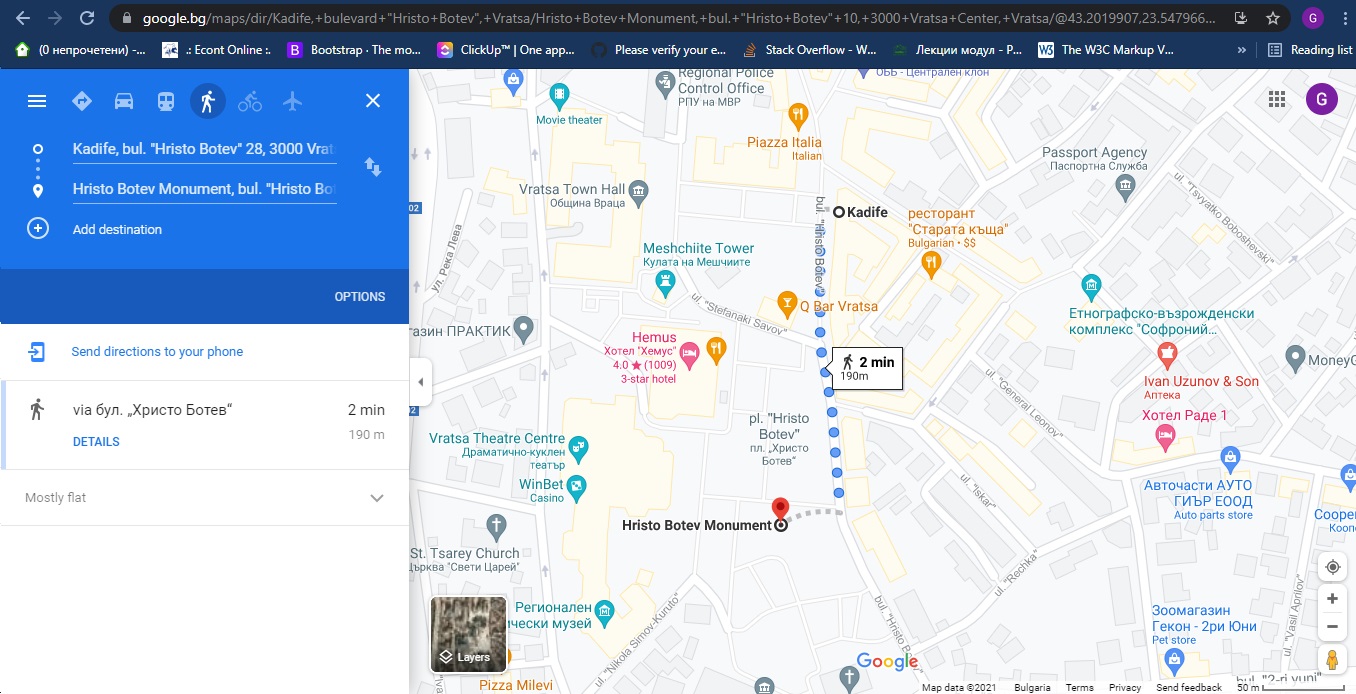 google.bg/maps/dir/Kadife,+bulevard+"Hristo+Botev",+Vratsa/Hristo+Botev+Monument,+bul.+"Hristo+Botev"+10,+3000+Vratsa+Center,+Vratsa/@43.2019907,23.547966...
G
(0 непрочетени) -...
.: Econt Online :.
B
Bootstrap · The mo...
ClickUp™ | One app...
Please verify your e...
Stack Overflow - W...
Лекции модул - P...
W3
The W3C Markup V...
»
Reading list
Kadife, bul. "Hristo Botev" 28, 3000 Vrat
Hristo Botev Monument, bul. "Hristo Bot
Add destination
OPTIONS
Send directions to your phone
via бул. „Христо Ботев“
2 min
DETAILS
190 m
Mostly flat
G
Regional Police
Control Office
РПУ на МВР
ОББ - Централен клон
Movie theater
Piazza Italia
Italian
Passport Agency
Паспортна Служба
Vratsa Town Hall
Община Враца
02
bul. "Hristo Botev"
Kadife
ресторант
"Старата къща"
Bulgarian • $$
ul. "Tsvyatko Boboshevski"
ул. Река Лева
Meshchiite Tower
Кулата на Мешчиите
ul. "Stefanaki Savov"
Q Bar Vratsa
Етнографско-възрожденски
комплекс "Софроний...
газин ПРАКТИК
Hemus
Хотел "Хемус"
4.0 ★ (1009)
3-star hotel
2 min
190m
MoneyG
Ivan Uzunov & Son
Аптека
ul. "General Leonov"
Хотел Раде 1
pl. "Hristo
Botev"
пл. „Христо
Ботев“
Vratsa Theatre Centre
Драматично-куклен
театър
WinBet
Casino
Авточасти АУТО
ГИЪР ЕООД
Auto parts store
ul. "Iskar"
Cooper
Кооп
Hristo Botev Monument
St. Tsarey Church
Църква "Свети Царей"
ul. "Rechka"
Регионален
ически музей
ul. "Nikola Simov-Kuruto"
bul. "Hristo B
Зоомагазин
Гекон - 2ри Юни
Pet store
"Vasil Aprilov"
Layers
Pizza Milevi
Google
bul. "2-ri yuni"
Map data ©2021
Bulgaria
Terms
Privacy
Send feedback
50 m